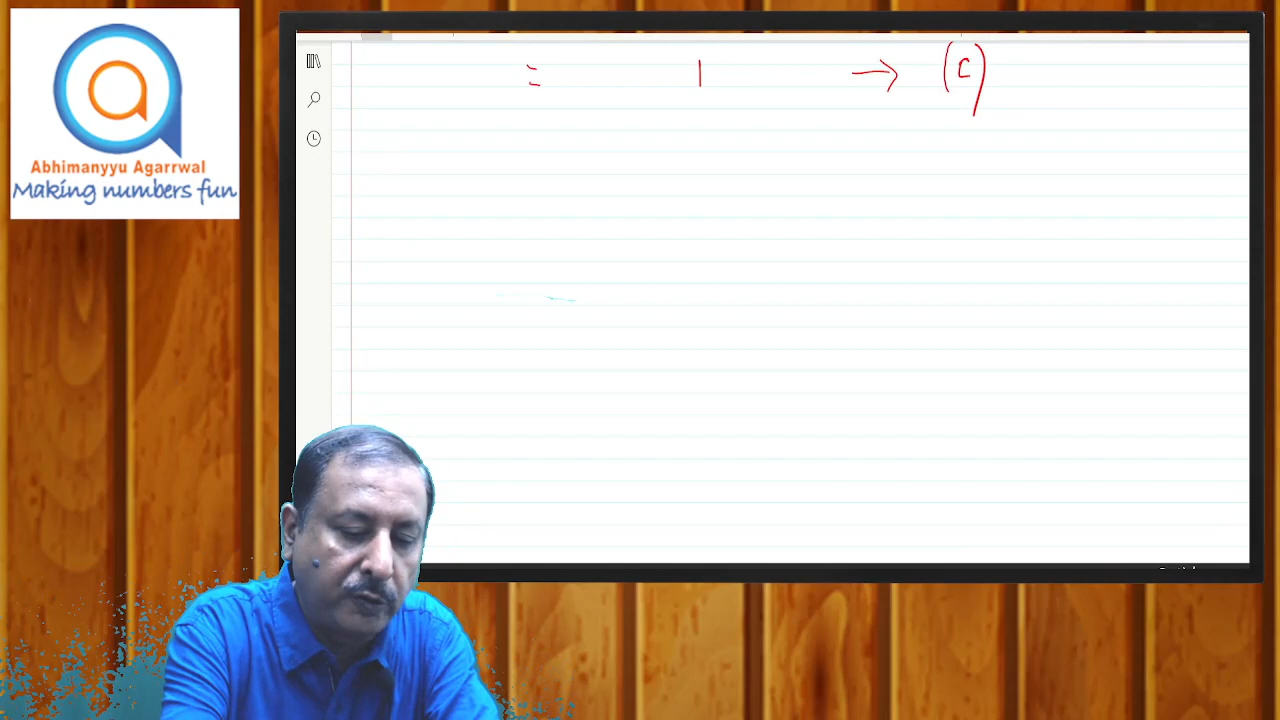 Abhimanyyu Agarrwal
Making numbers fun
= 1 → (c)